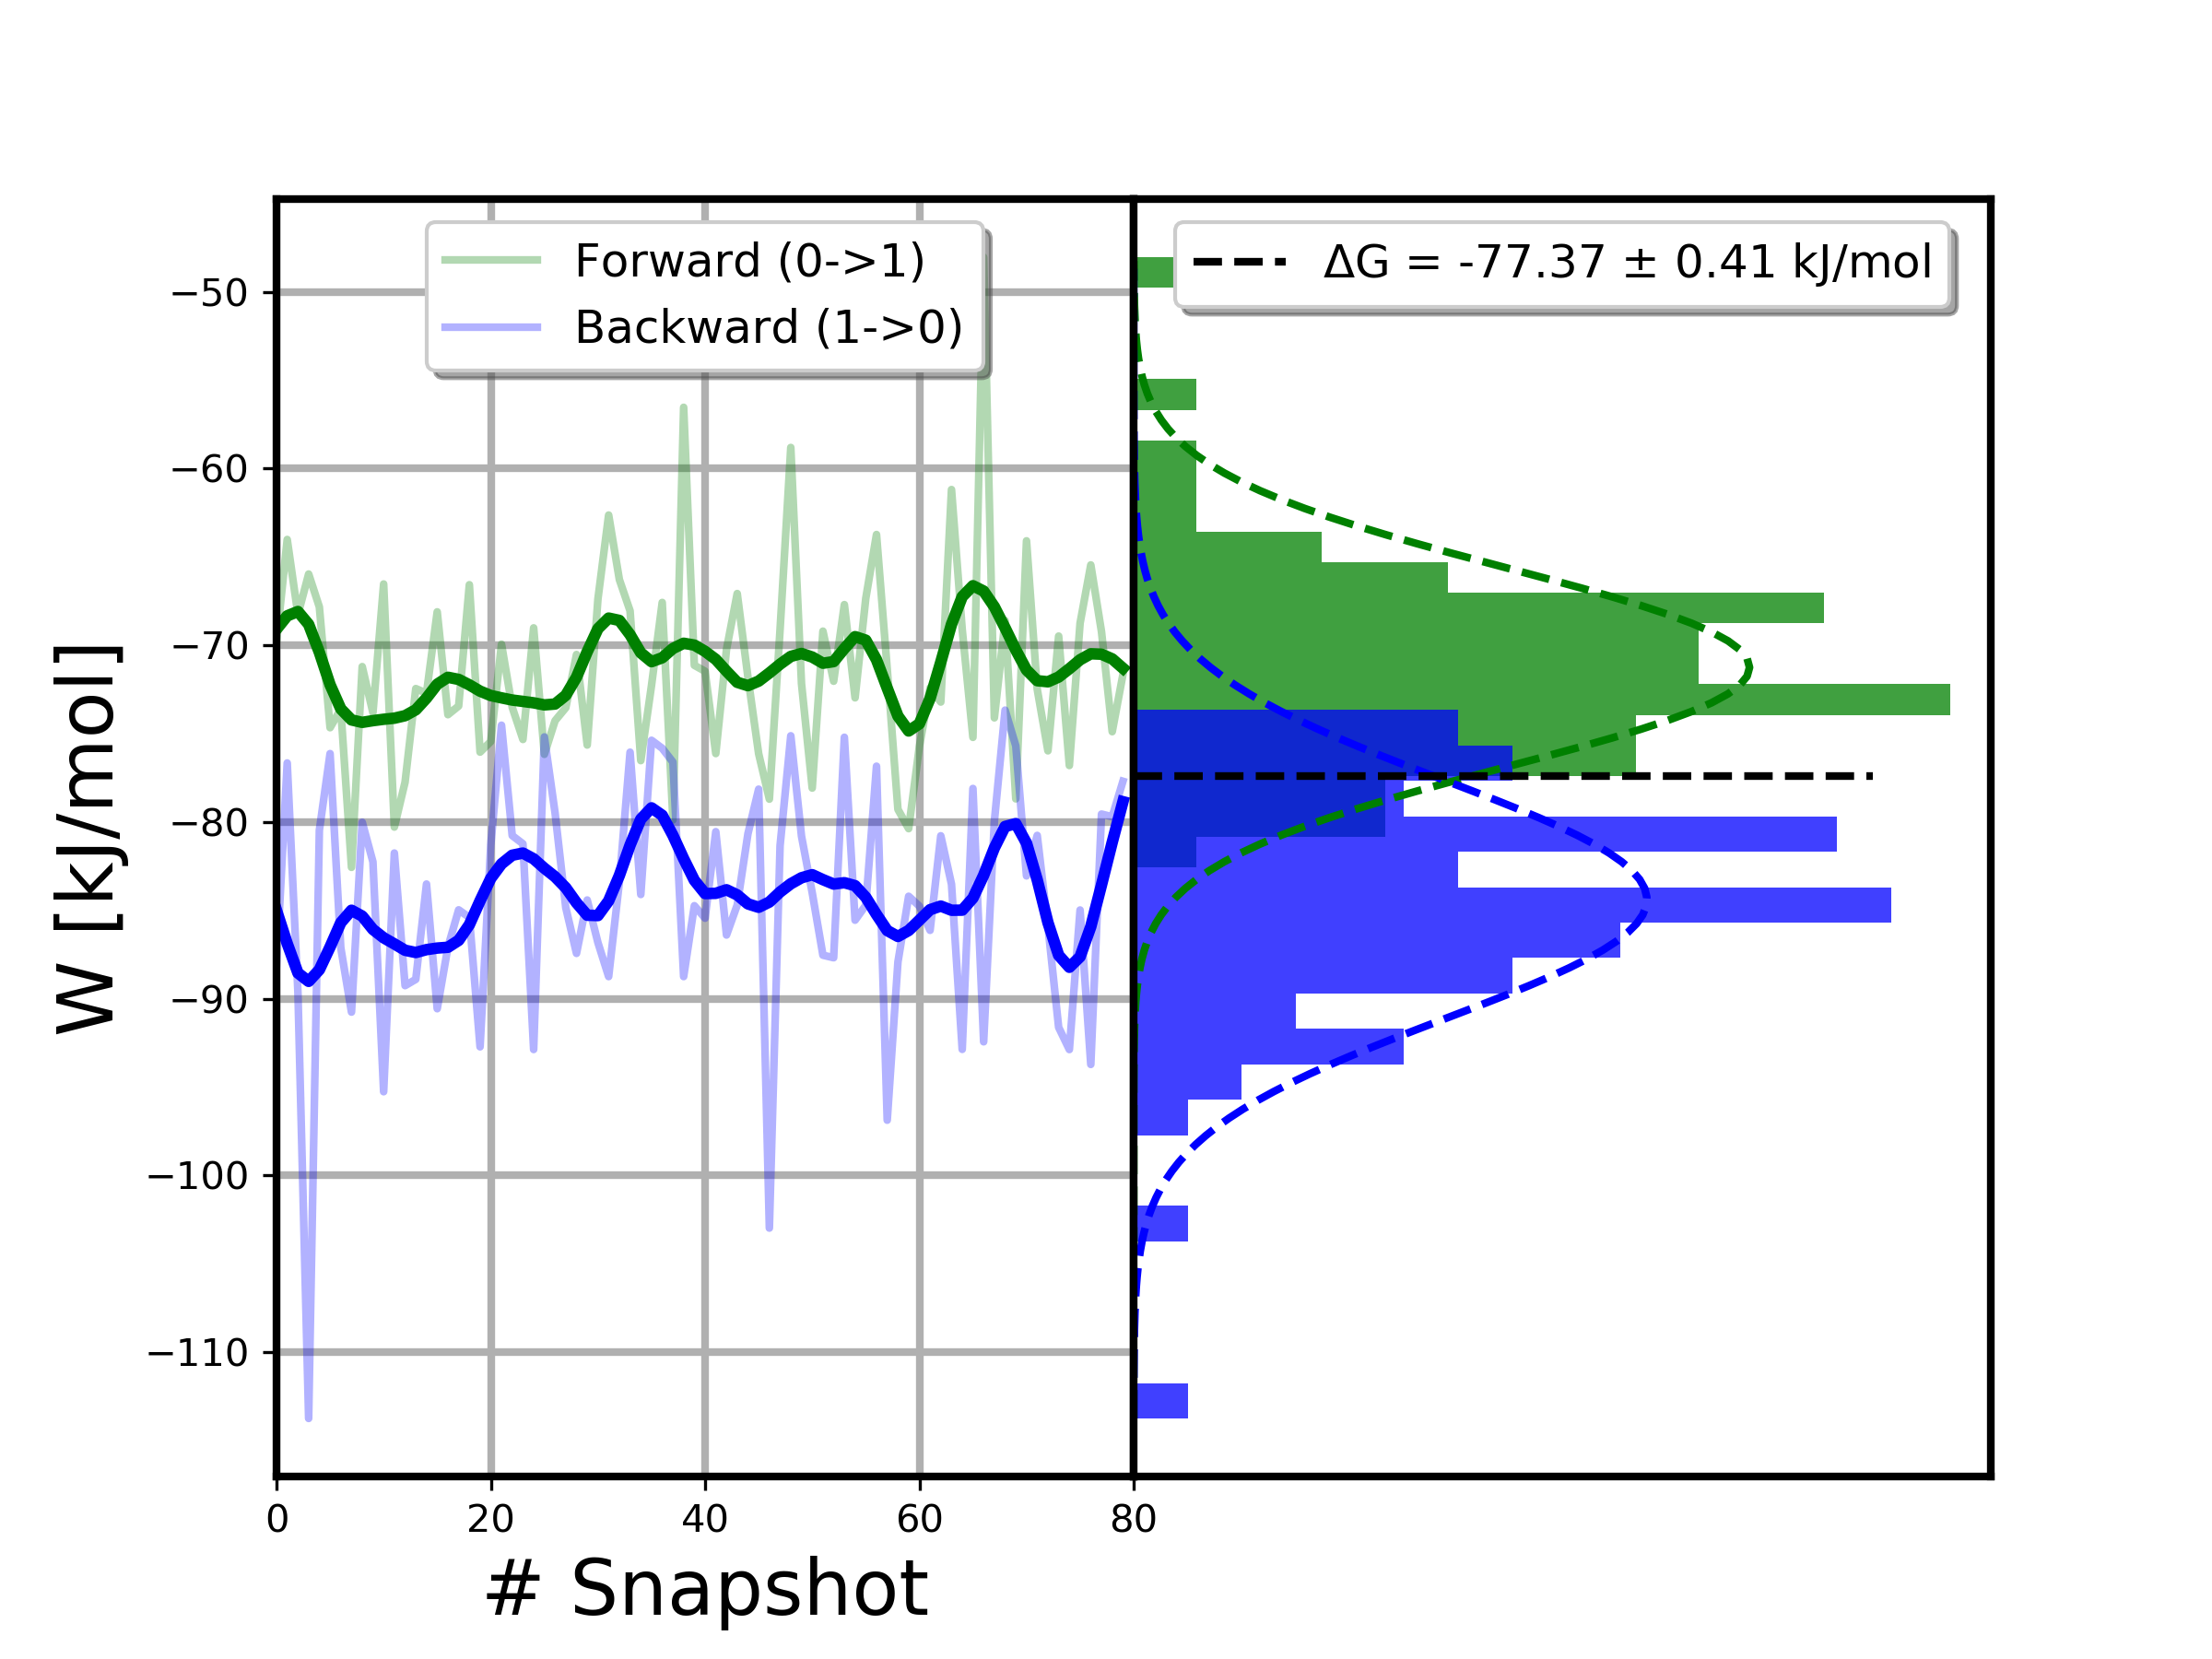 Forward (0->1)
Backward (1->0)
ΔG = -77.37 ± 0.41 kJ/mol
W [kJ/mol]
−50
−60
−70
−80
−90
−100
−110
0 20 40 60 80
# Snapshot